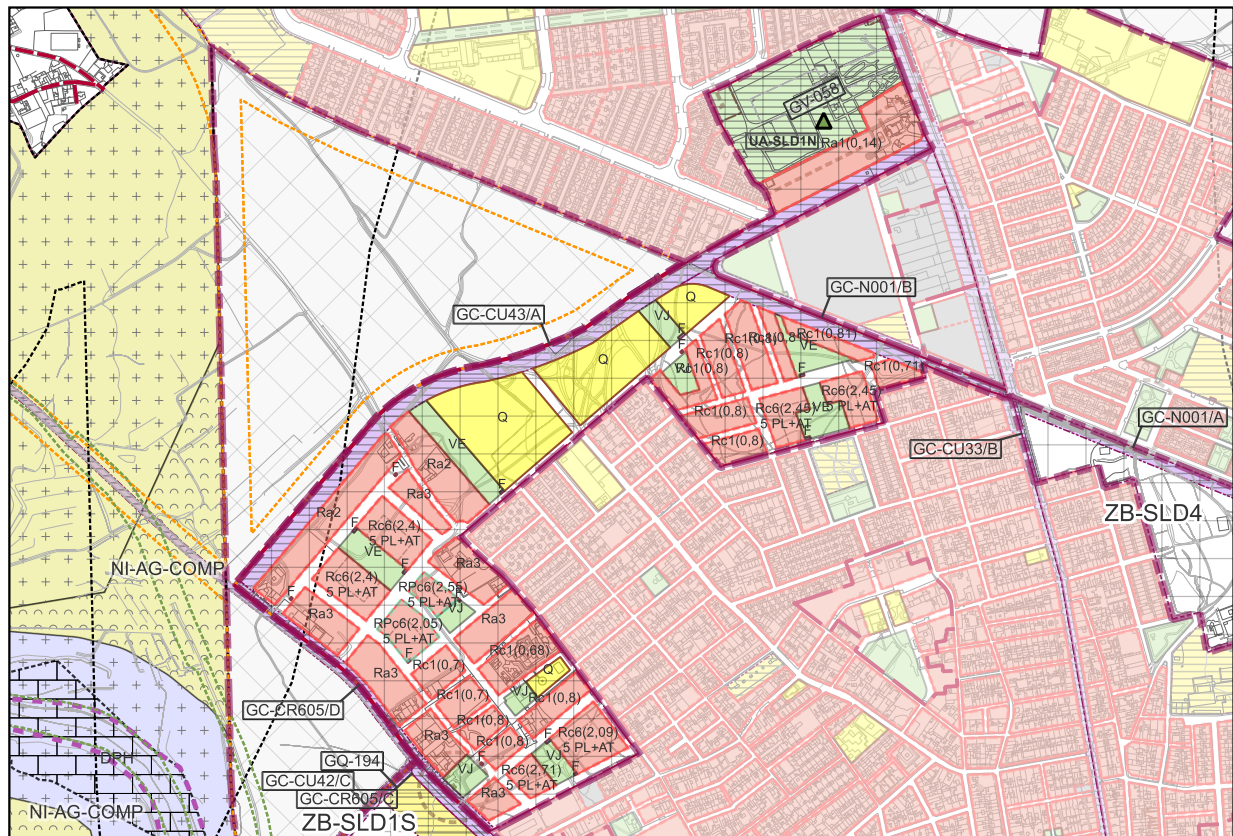 GV-058
UA-SLD1N
Ra1(0,14)
GC-N001/B
GC-CU43/A
Q
VJ
F
F
Q
Rc1(0,8)
Rc1(0,81)
VE
Rc1(0,8)
Rc1(0,8)
F
Rc1(0,71)
Rc6(2,45)
5 PL+AT
Rc1(0,8)
Rc6(2,45)
5 PL+AT
VE
Rc1(0,8)
F
GC-N001/A
GC-CU33/B
Q
VE
Ra2
Ra3
F
Ra2
F
Rc6(2,4)
5 PL+AT
VE
F
ZB-SLD4
NI-AG-COMP
Rc6(2,4)
5 PL+AT
Ra3
RPc6(2,55)
5 PL+AT
VJ
F
Ra3
RPc6(2,05)
5 PL+AT
F
Ra3
Rc1(0,68)
Rc1(0,7)
Ra3
Q
Rc1(0,7)
VJ
Rc1(0,8)
GC-CR605/D
Rc1(0,8)
Ra3
Rc1(0,8)
F
Rc6(2,09)
5 PL+AT
F
VJ
F
DPH
GQ-194
VJ
Rc6(2,71)
5 PL+AT
GC-CU42/C
GC-CR605/C
Ra3
NI-AG-COMP
ZB-SLD1S